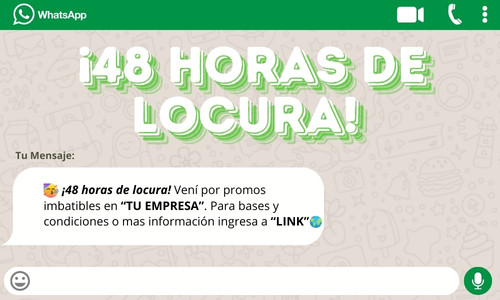 WhatsApp
¡48 HORAS DE
LOCURA!
Tu Mensaje:
🥳 ¡48 horas de locura! Vení por promos
imbatibles en “TU EMPRESA”. Para bases y
condiciones o mas información ingresa a “LINK”🌍